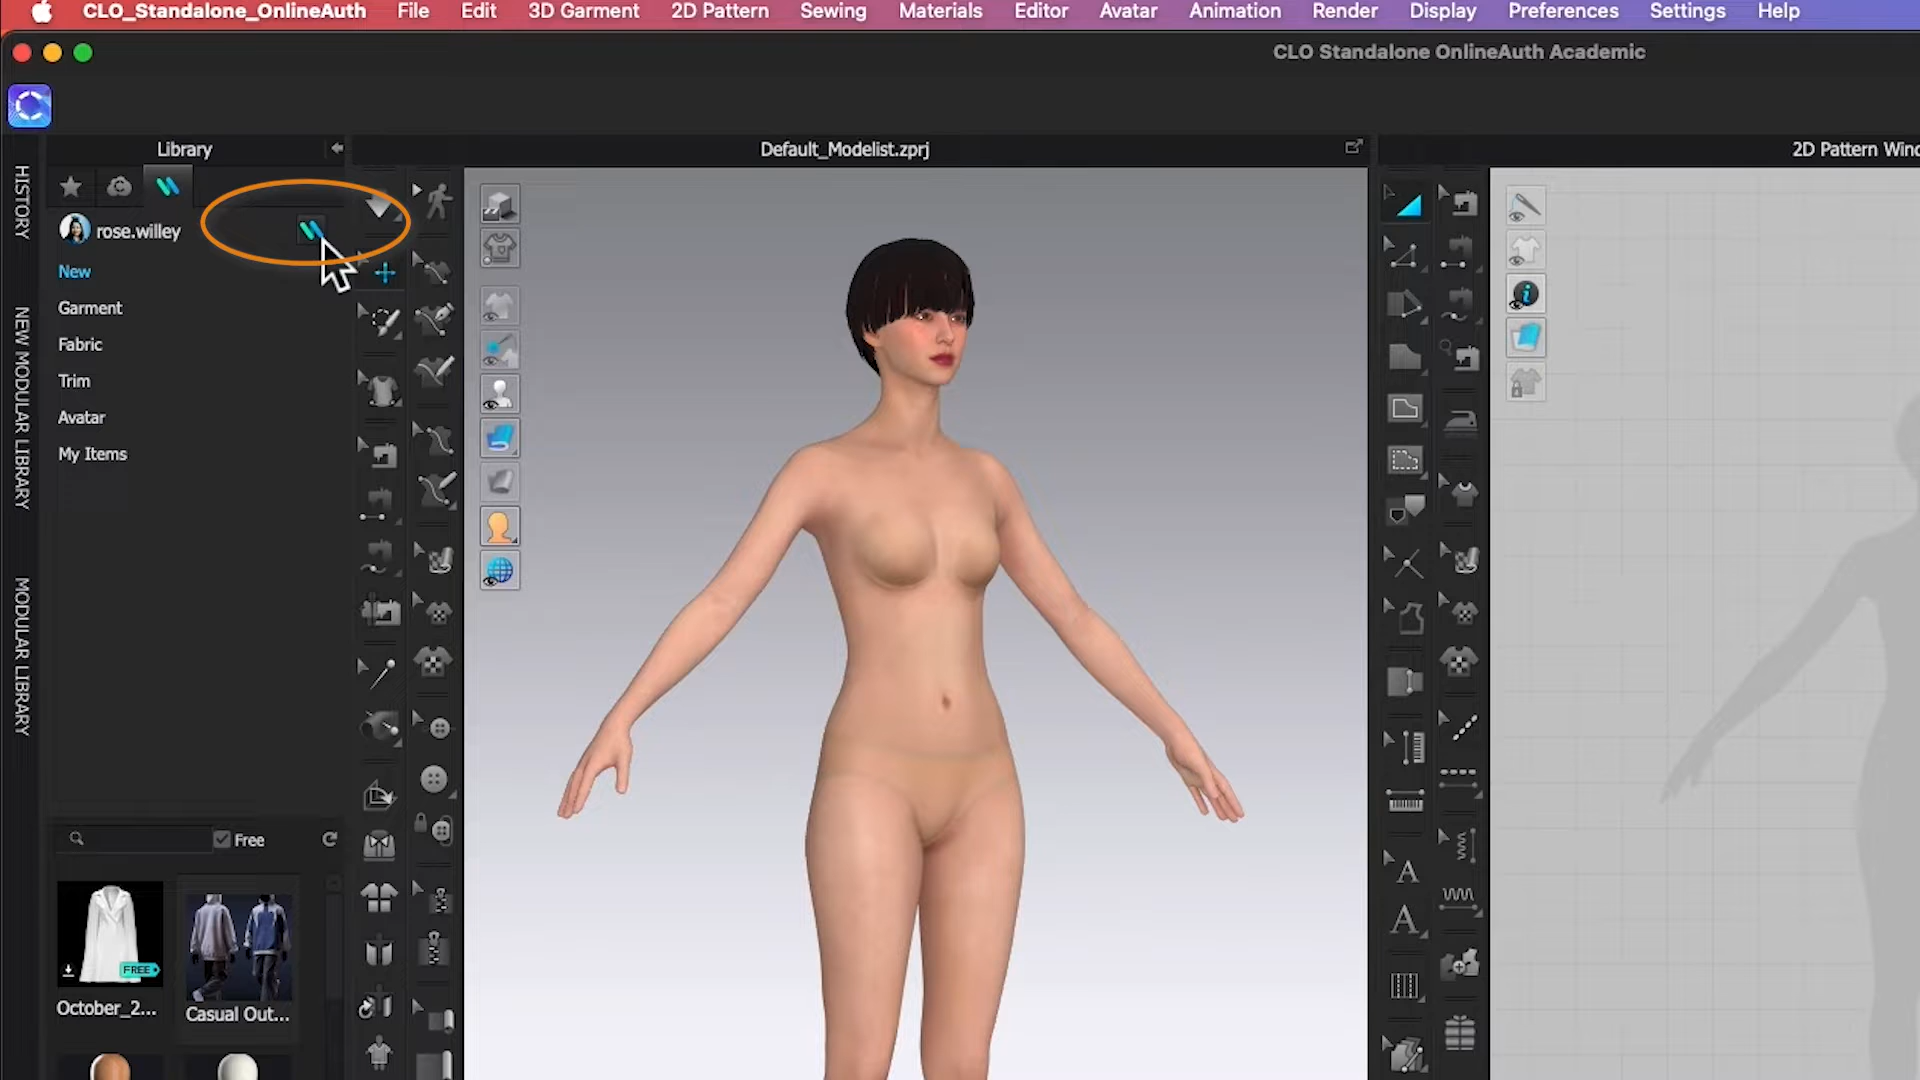 CLO_Standalone_OnlineAuth File Edit 3D Garment 2D Pattern Sewing Materials Editor Avatar Animation Render Display Preferences Settings Help
CLO Standalone OnlineAuth Academic
Library
Default_Modelist.zprj
2D Pattern Wind
HISTORY
NEW MODULAR LIBRARY
MODULAR LIBRARY
rose.willey
New
Garment
Fabric
Trim
Avatar
My Items
Free
FREE
October_2...
Casual Out...